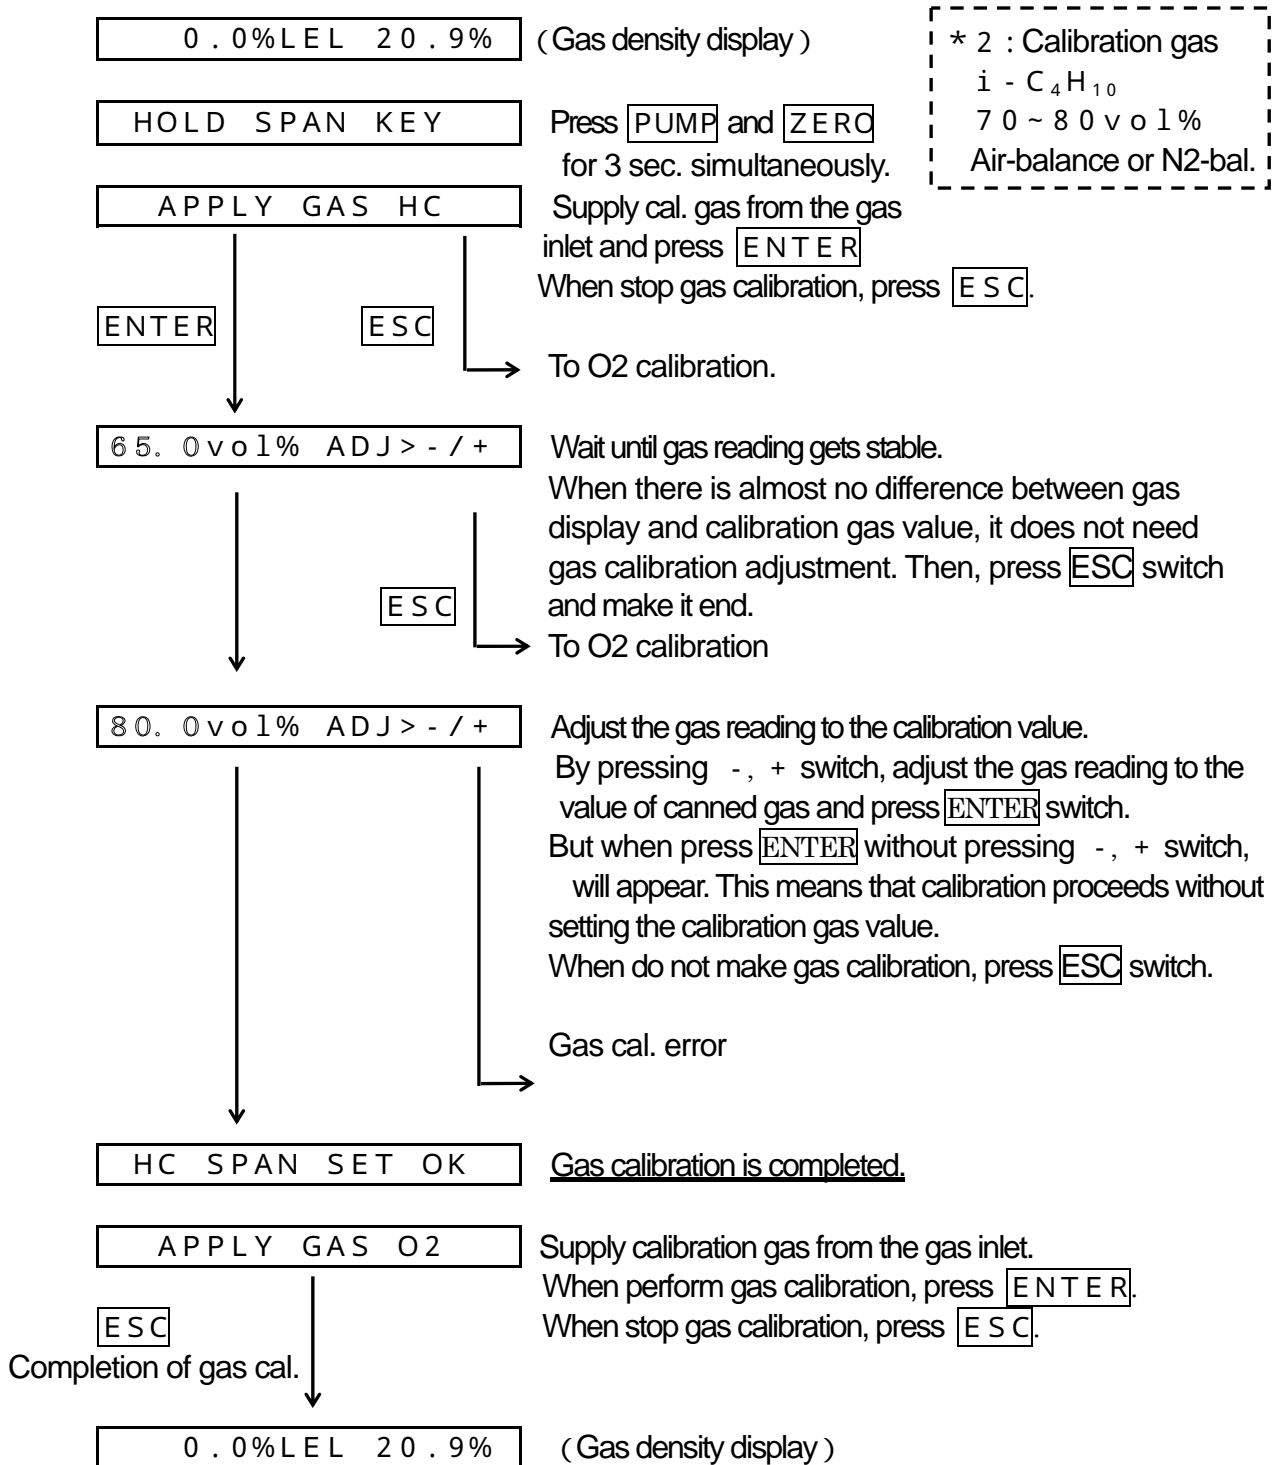 0.0%LEL 20.9% (Gas density display)
* 2 : Calibration gas
i - C₄H₁₀
70~80vol%
Air-balance or N2-bal.
HOLD SPAN KEY Press PUMP and ZERO
for 3 sec. simultaneously.
APPLY GAS HC Supply cal. gas from the gas
inlet and press ENTER
When stop gas calibration, press ESC.
ENTER ESC
To O2 calibration.
65.0vol% ADJ>-/+ Wait until gas reading gets stable.
When there is almost no difference between gas
display and calibration gas value, it does not need
gas calibration adjustment. Then, press ESC switch
and make it end.
ESC
To O2 calibration
80.0vol% ADJ>-/+ Adjust the gas reading to the calibration value.
By pressing -, + switch, adjust the gas reading to the
value of canned gas and press ENTER switch.
But when press ENTER without pressing -, + switch,
will appear. This means that calibration proceeds without
setting the calibration gas value.
When do not make gas calibration, press ESC switch.
Gas cal. error
HC SPAN SET OK Gas calibration is completed.
APPLY GAS O2 Supply calibration gas from the gas inlet.
When perform gas calibration, press ENTER.
ESC When stop gas calibration, press ESC.
Completion of gas cal.
0.0%LEL 20.9% (Gas density display)